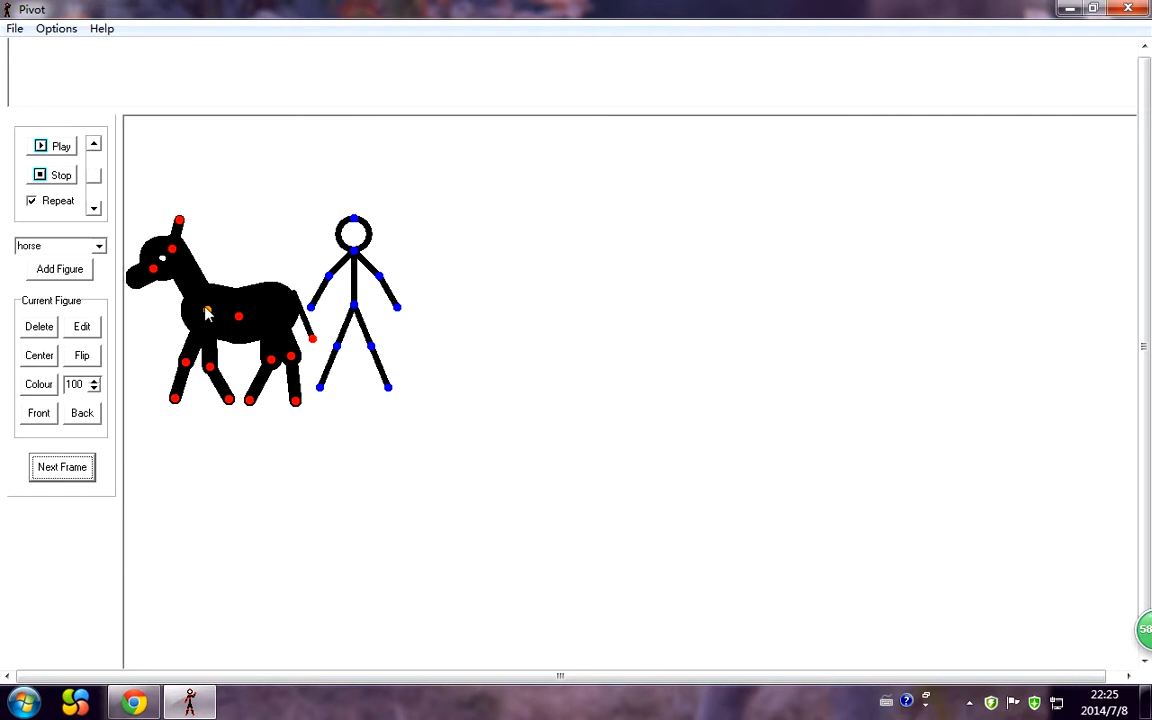 Pivot
File Options Help
Play
Stop
Repeat
horse
Add Figure
Current Figure
Delete Edit
Center Flip
Colour 100
Front Back
Next Frame
58
22:25
2014/7/8